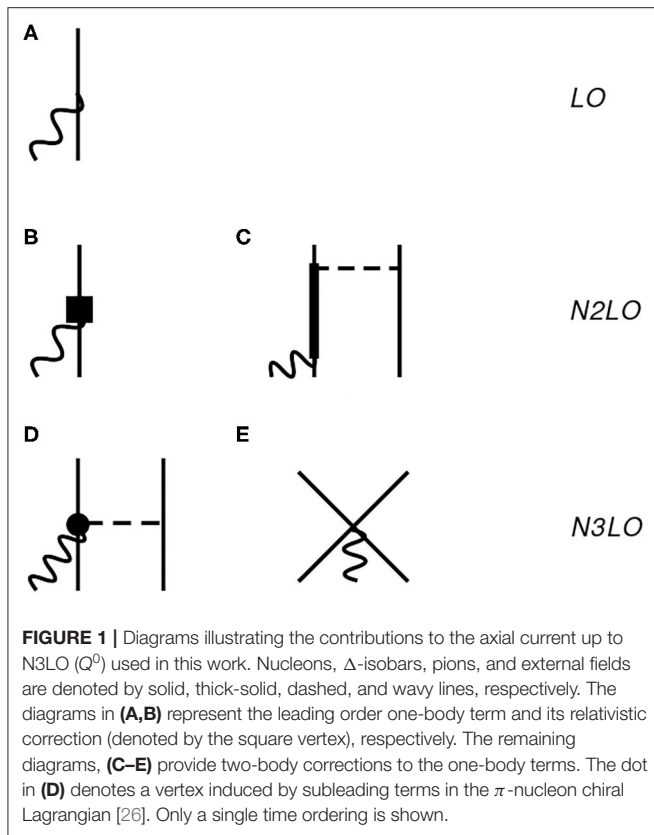 A
LO
B
C
N2LO
D
E
N3LO
FIGURE 1 | Diagrams illustrating the contributions to the axial current up to
N3LO (Q⁰) used in this work. Nucleons, Δ-isobars, pions, and external fields
are denoted by solid, thick-solid, dashed, and wavy lines, respectively. The
diagrams in (A,B) represent the leading order one-body term and its relativistic
correction (denoted by the square vertex), respectively. The remaining
diagrams, (C–E) provide two-body corrections to the one-body terms. The dot
in (D) denotes a vertex induced by subleading terms in the π-nucleon chiral
Lagrangian [26]. Only a single time ordering is shown.